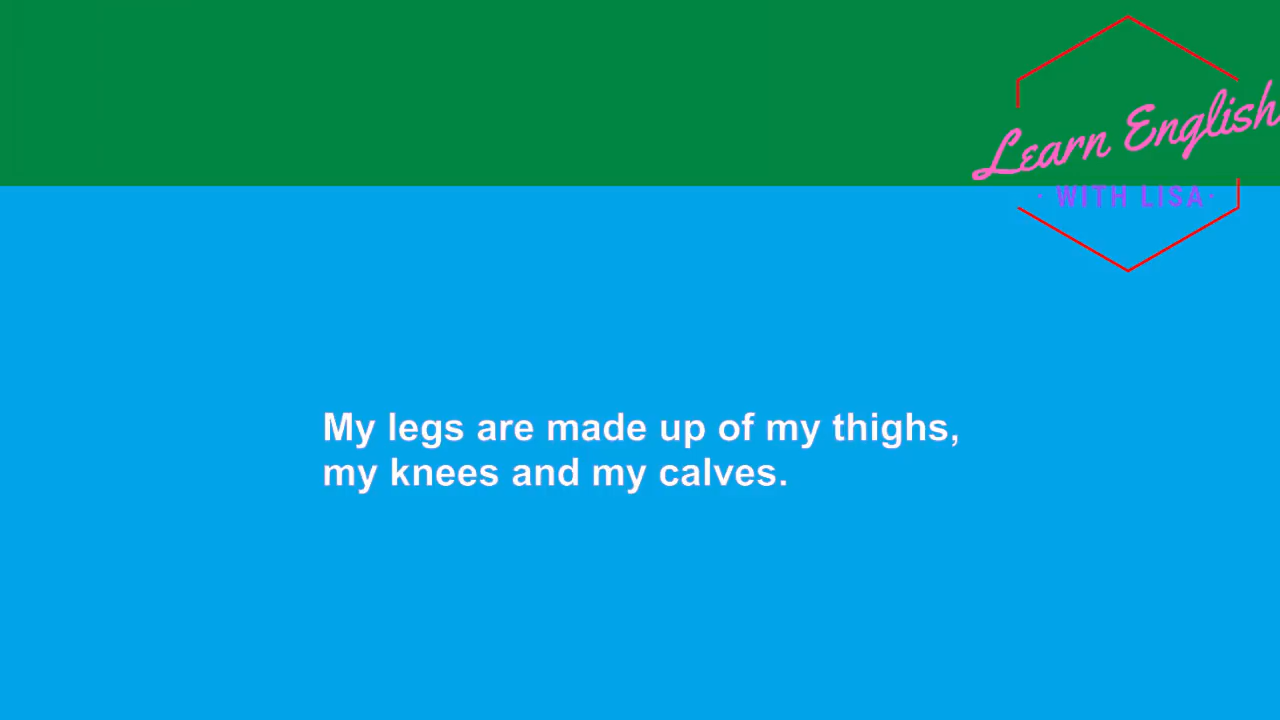 Learn English
· WITH LISA ·
My legs are made up of my thighs,
my knees and my calves.